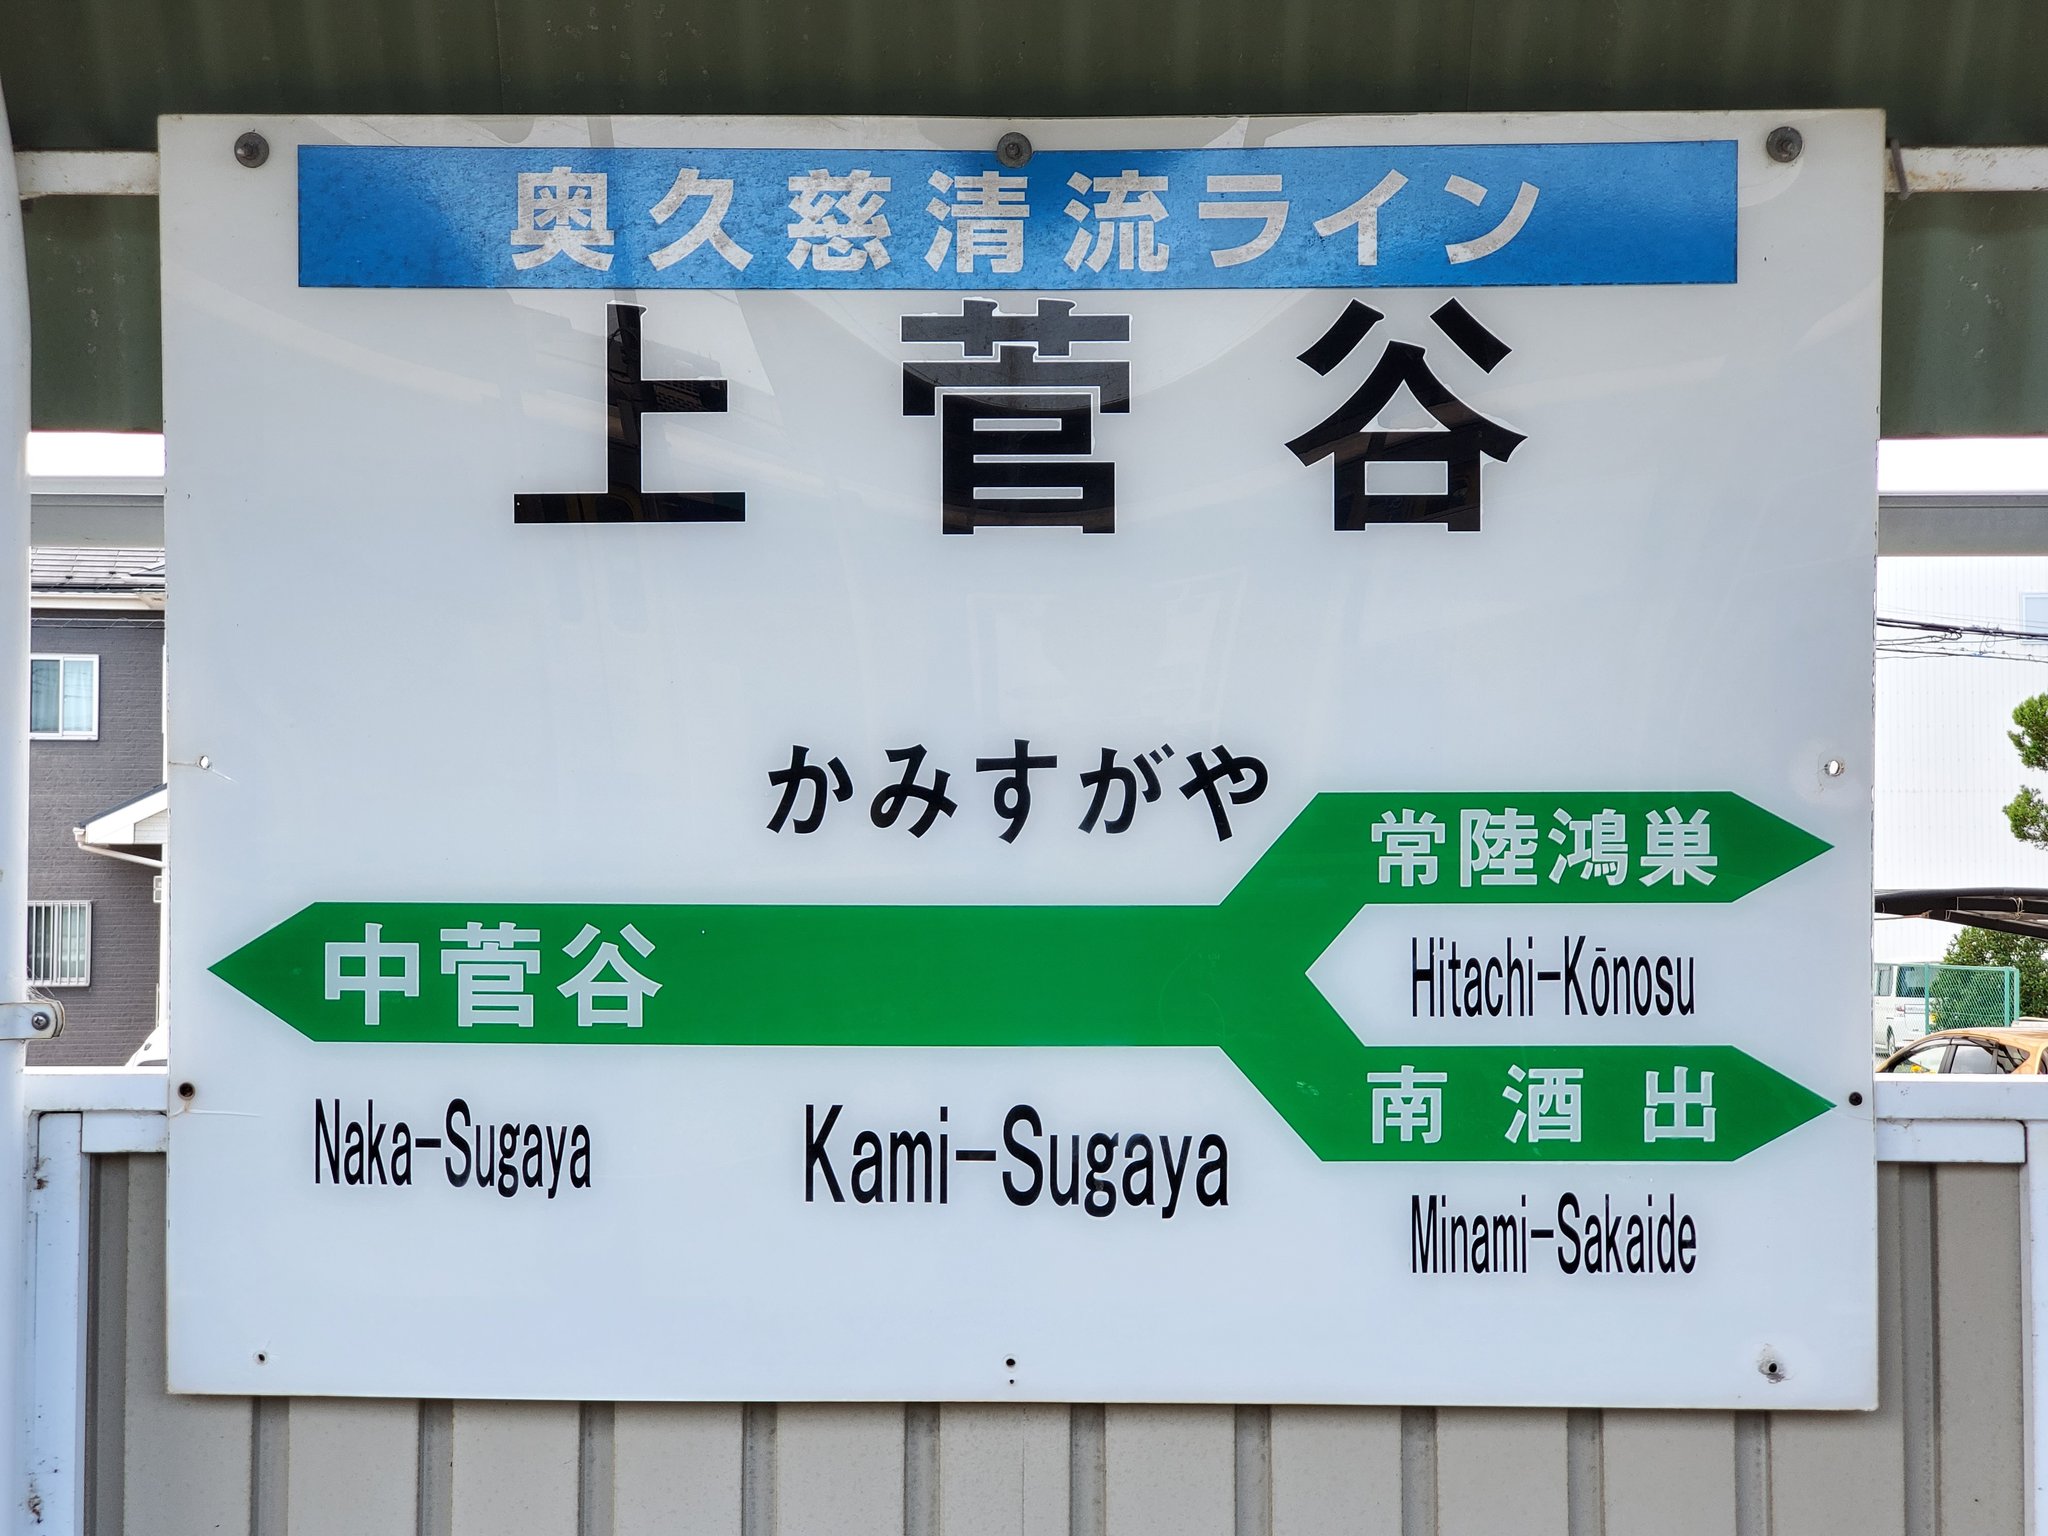 奥久慈清流ライン
上菅谷
かみすがや
常陸鴻巣
Hitachi-Kōnosu
中菅谷
Naka-Sugaya
Kami-Sugaya
南酒出
Minami-Sakaide